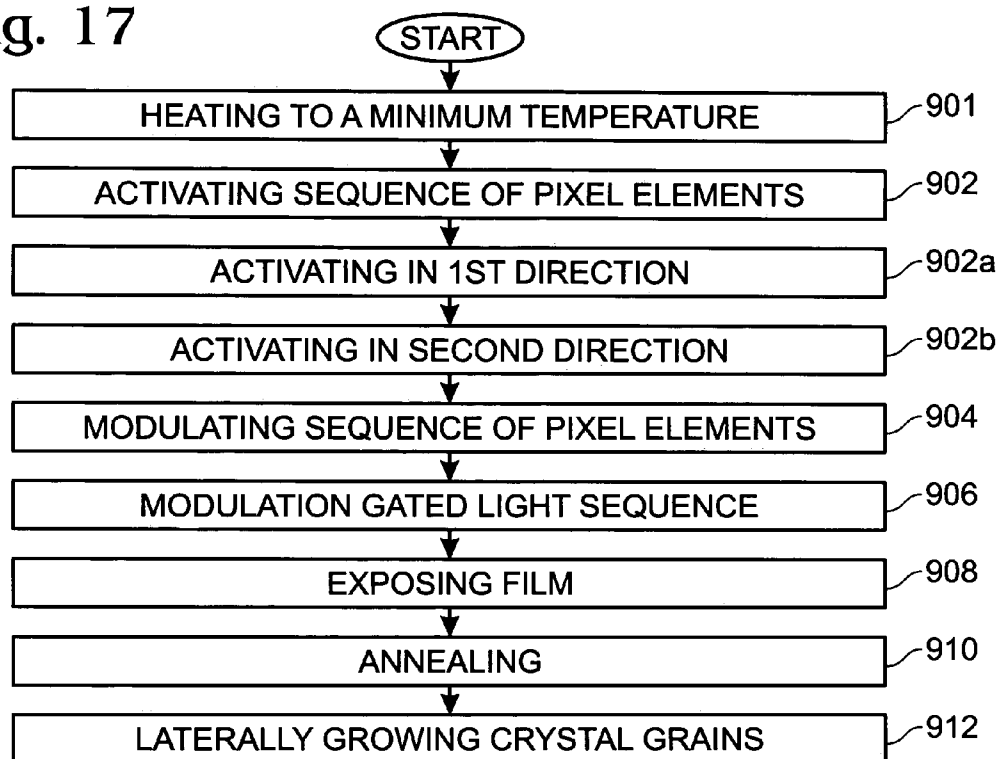 g. 17
START
HEATING TO A MINIMUM TEMPERATURE 901
ACTIVATING SEQUENCE OF PIXEL ELEMENTS 902
ACTIVATING IN 1ST DIRECTION 902a
ACTIVATING IN SECOND DIRECTION 902b
MODULATING SEQUENCE OF PIXEL ELEMENTS 904
MODULATION GATED LIGHT SEQUENCE 906
EXPOSING FILM 908
ANNEALING 910
LATERALLY GROWING CRYSTAL GRAINS 912